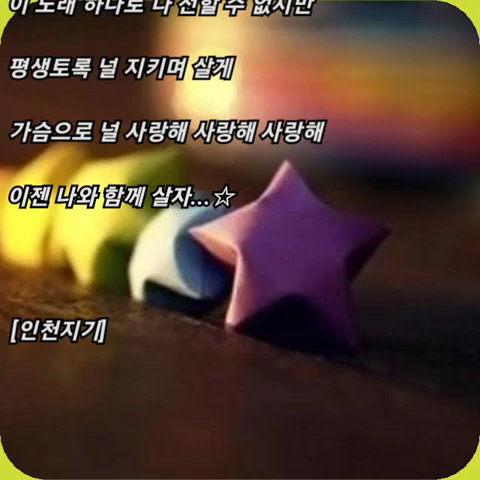 이 노래 하나로 다 전할 수 없지만
평생토록 널 지키며 살게
가슴으로 널 사랑해 사랑해 사랑해
이젠 나와 함께 살자...☆
[인천지기]